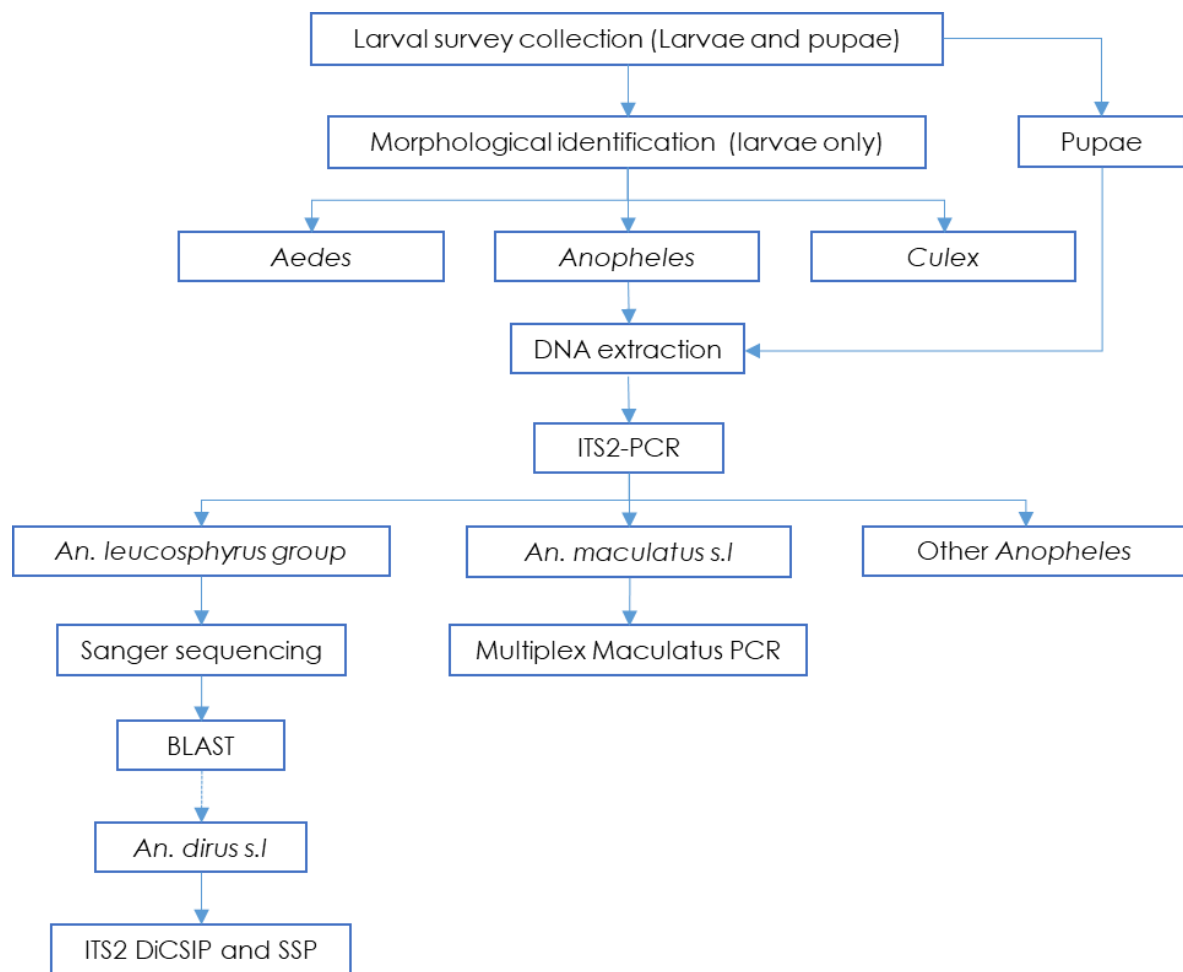 Larval survey collection (Larvae and pupae)
Morphological identification (larvae only)
Pupae
Aedes
Anopheles
Culex
DNA extraction
ITS2-PCR
An. leucosphyrus group
An. maculatus s.l
Other Anopheles
Sanger sequencing
Multiplex Maculatus PCR
BLAST
An. dirus s.l
ITS2 DiCSIP and SSP